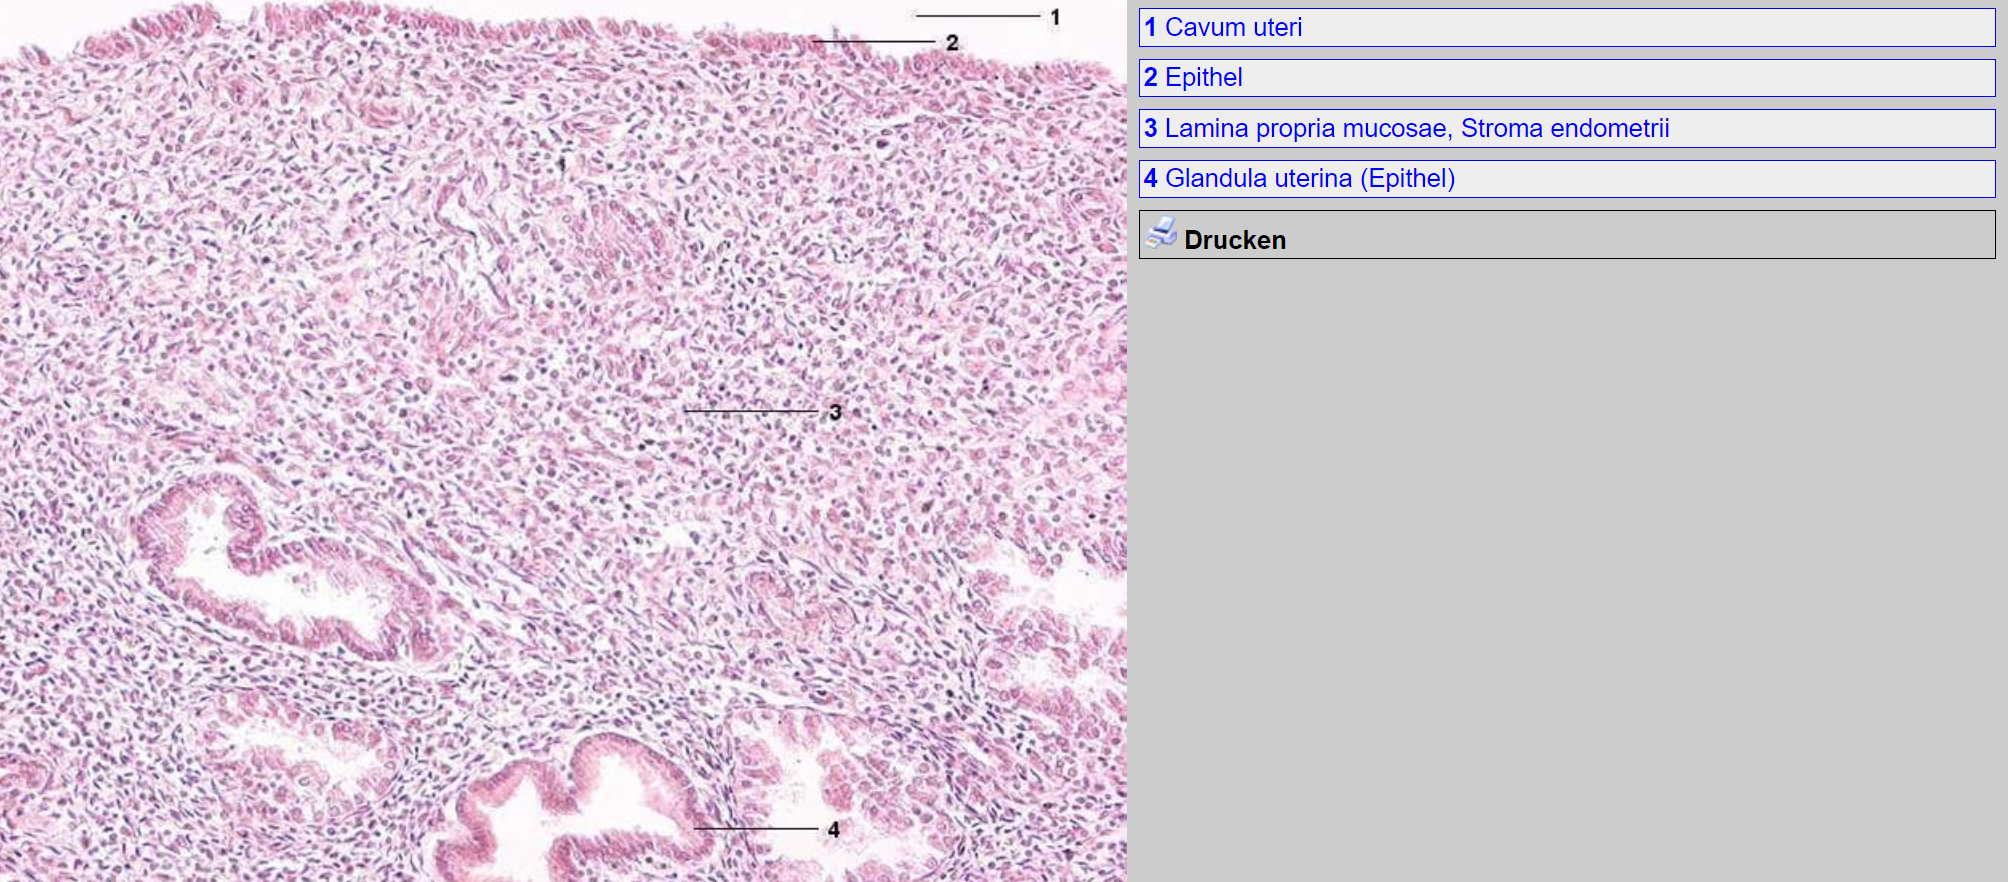 1
2
3
4
1 Cavum uteri
2 Epithel
3 Lamina propria mucosae, Stroma endometrii
4 Glandula uterina (Epithel)
Drucken